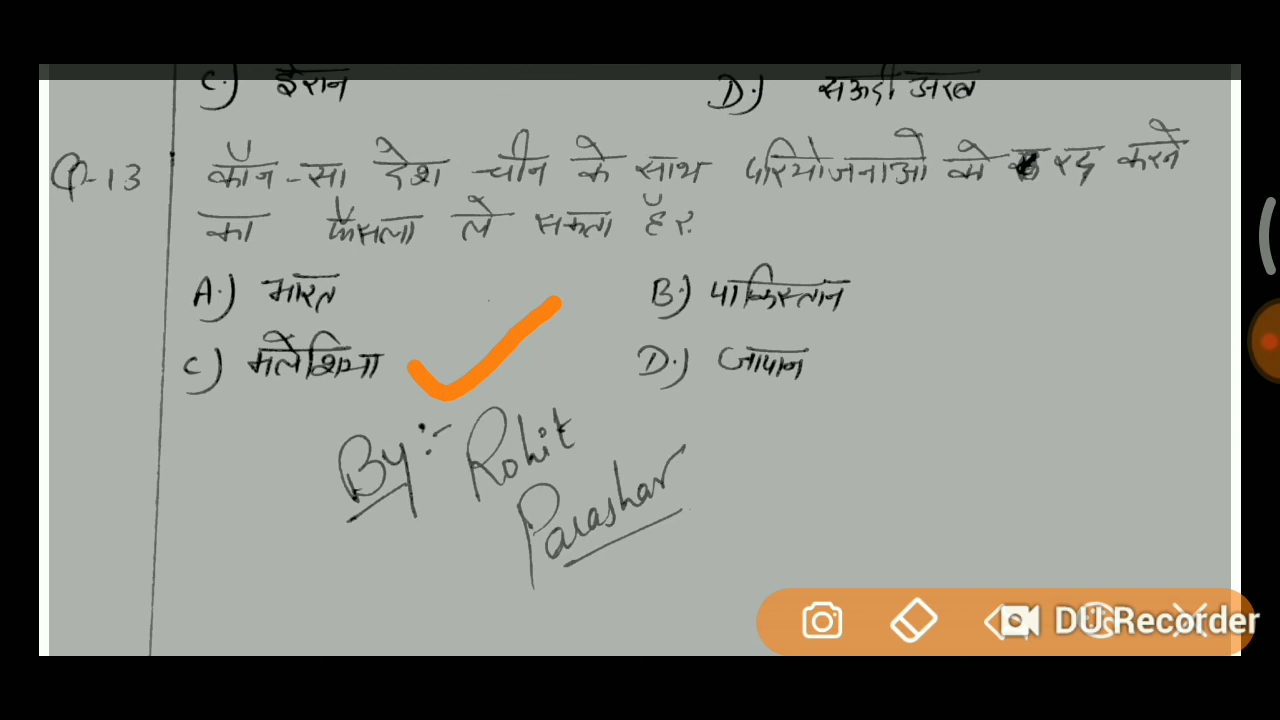 C.) ईरान D.) सऊदी अरब
Q-13 कौन-सा देश चीन के साथ परियोजनाओ को रद्द करने
का फैसला ले सकता है?
A.) भारत B.) पाकिस्तान
C.) मलेशिया D.) जापान
By:- Rohit
Parashar
DU Recorder